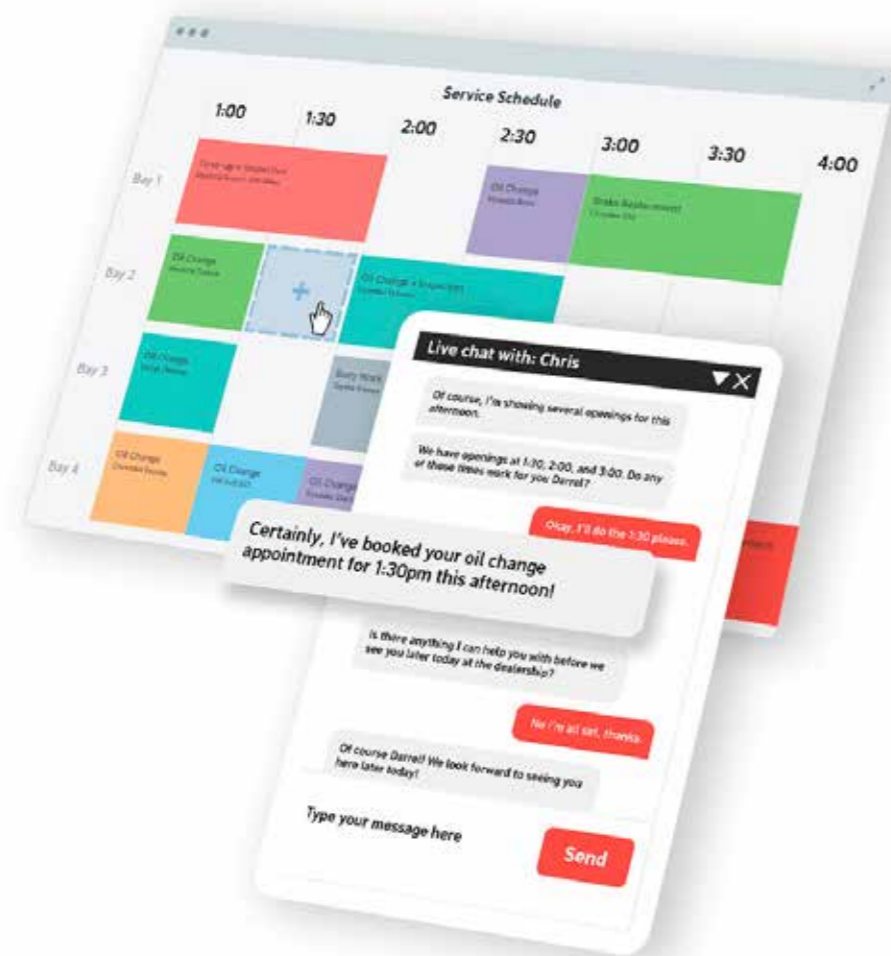 Service Schedule
1:00
1:30
2:00
2:30
3:00
3:30
4:00
Bay 1
Tune-up + Inspection
Oil Change
Brake Replacement
Bay 2
Oil Change
Oil Change + Inspection
Bay 3
Oil Change
Body Work
Bay 4
Oil Change
Oil Change
Oil Change
Live chat with: Chris
Of course, I'm showing several openings for this
afternoon.
We have openings at 1:30, 2:00, and 3:00. Do any
of those times work for you Darrel?
Okay, I'll do the 1:30 please.
Certainly, I've booked your oil change
appointment for 1:30pm this afternoon!
Is there anything I can help you with before we
see you later today at the dealership?
No I'm all set, thanks.
Of course Darrel! We look forward to seeing you
here later today!
Type your message here
Send